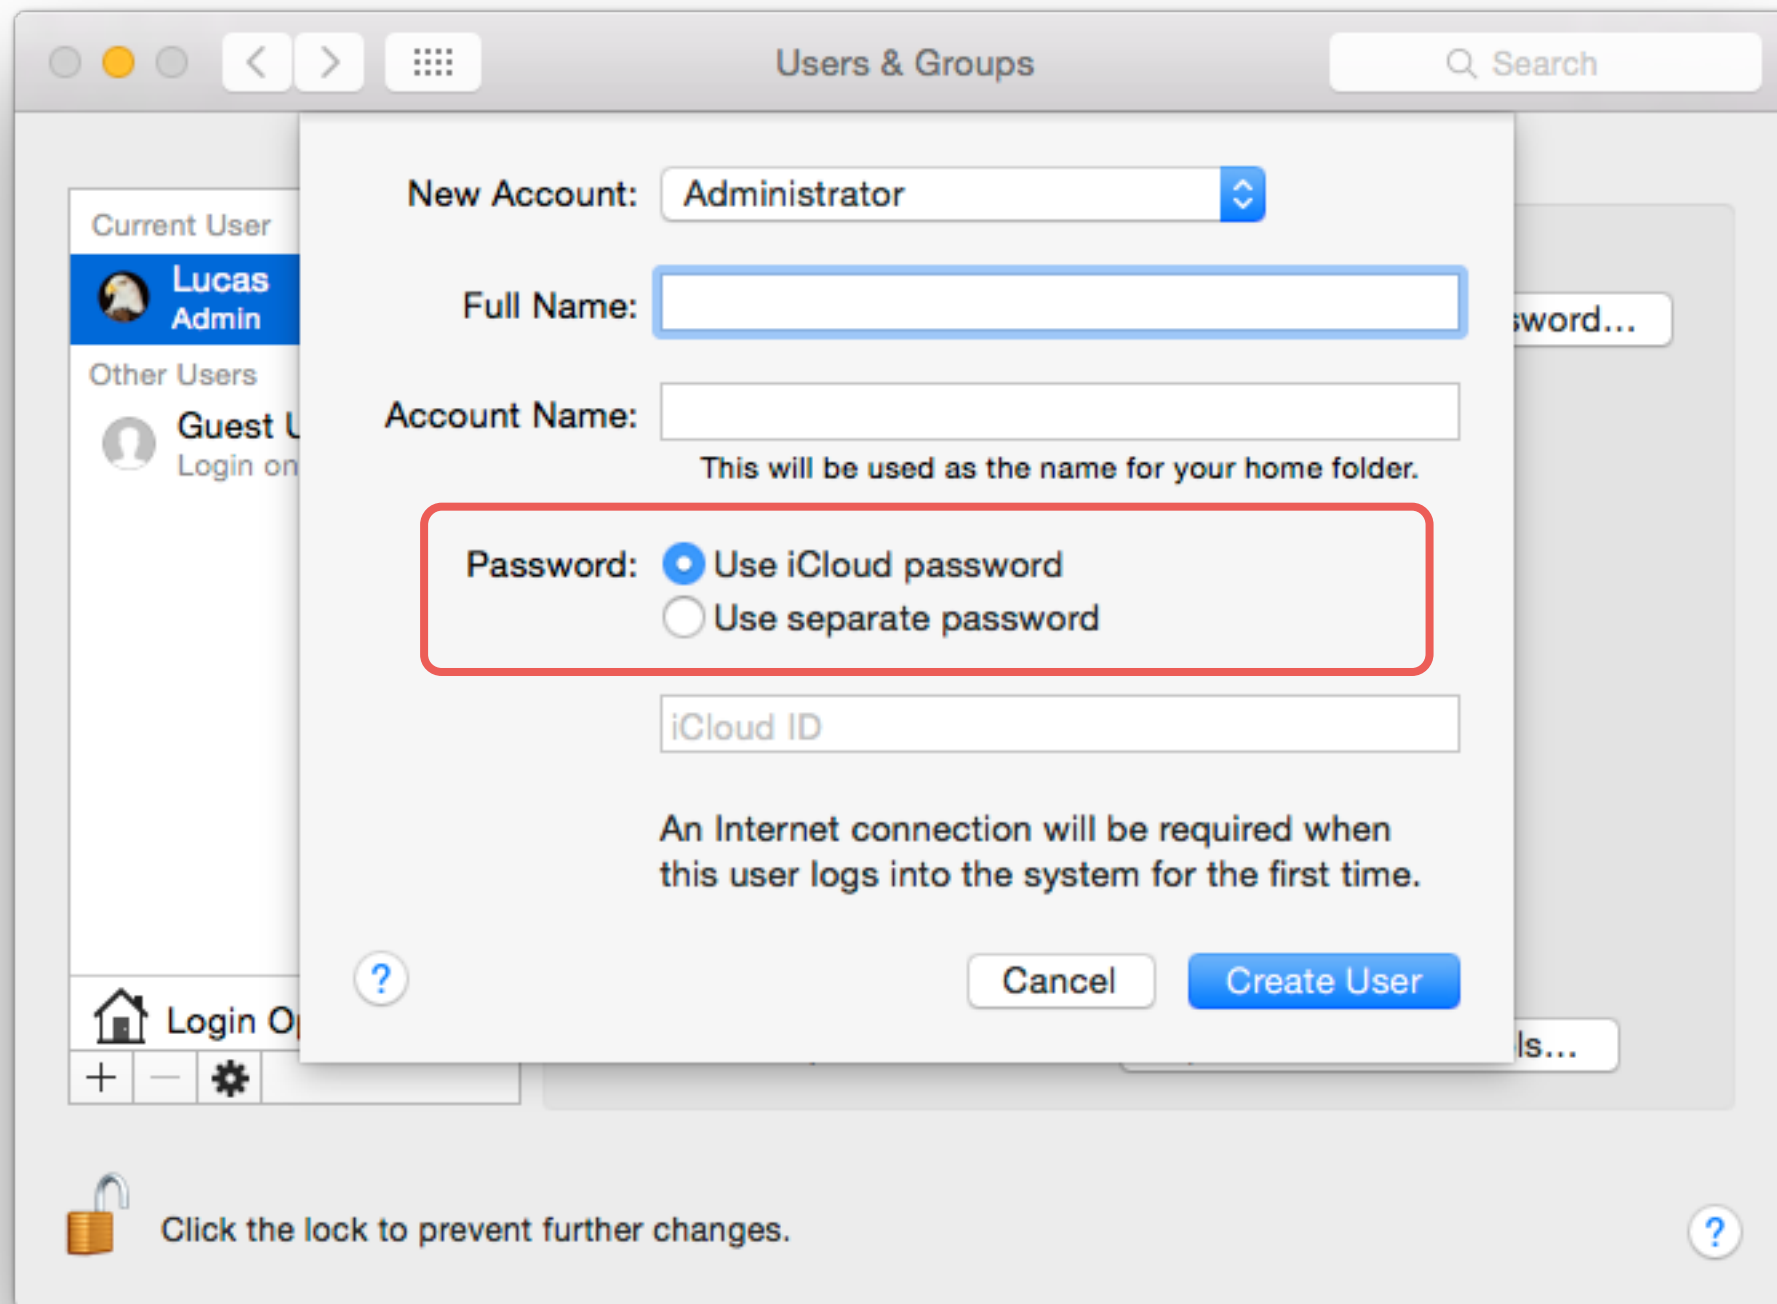 Users & Groups
Search
New Account:
Administrator
Current User
Lucas
Admin
Full Name:
sword...
Other Users
Guest U
Login on
Account Name:
This will be used as the name for your home folder.
Password:
Use iCloud password
Use separate password
iCloud ID
An Internet connection will be required when
this user logs into the system for the first time.
?
Cancel
Create User
Login Op
ls...
Click the lock to prevent further changes.
?